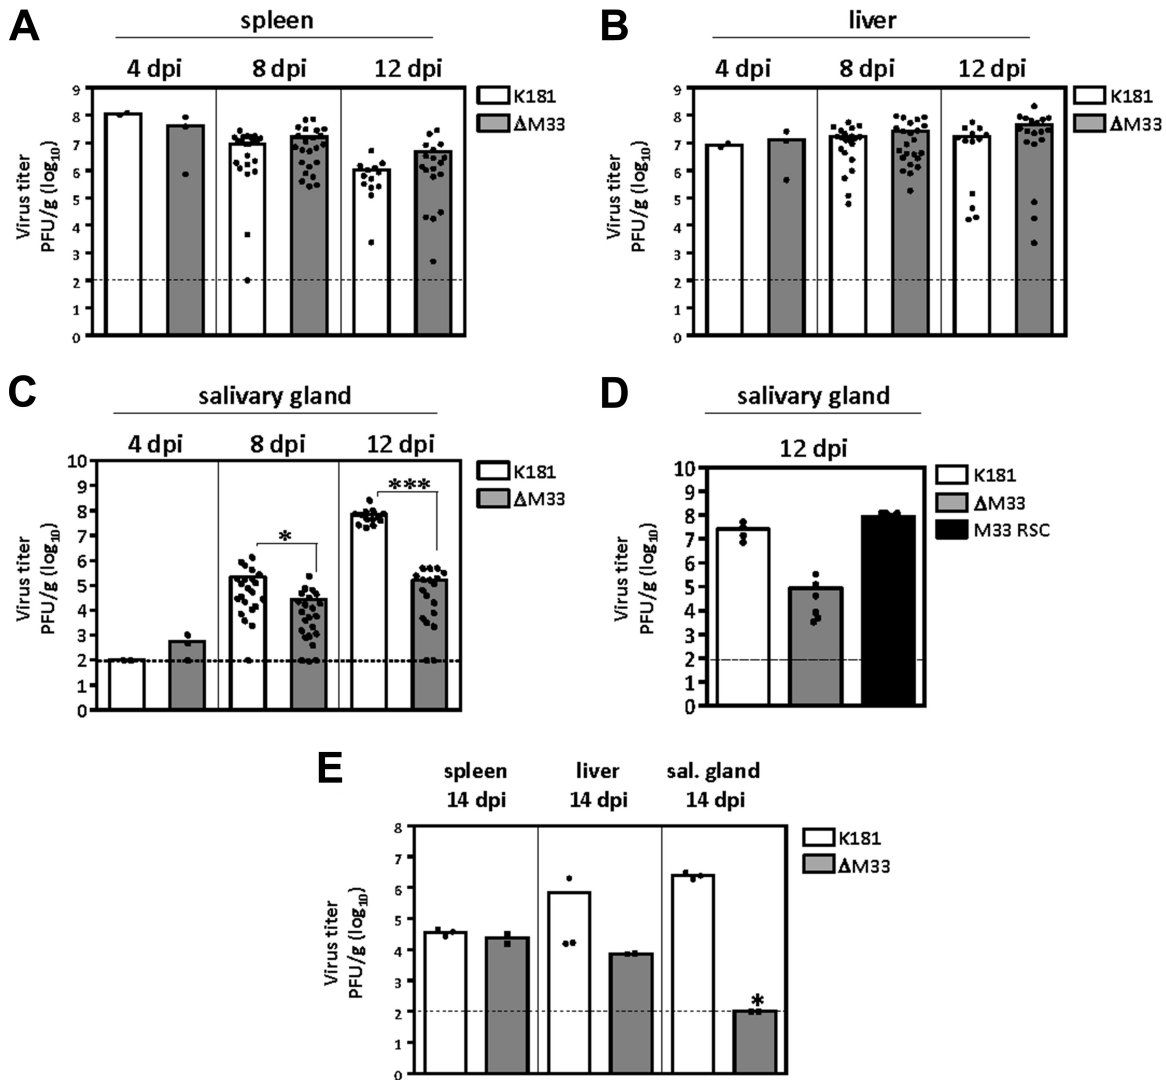 A
spleen
4 dpi 8 dpi 12 dpi
Virus titer
PFU/g (log10)
9
8
7
6
5
4
3
2
1
0
K181
ΔM33
B
liver
4 dpi 8 dpi 12 dpi
Virus titer
PFU/g (log10)
9
8
7
6
5
4
3
2
1
0
K181
ΔM33
C
salivary gland
4 dpi 8 dpi 12 dpi
Virus titer
PFU/g (log10)
10
9
8
7
6
5
4
3
2
1
0
*
***
K181
ΔM33
D
salivary gland
12 dpi
Virus titer
PFU/g (log10)
10
9
8
7
6
5
4
3
2
1
0
K181
ΔM33
M33 RSC
E
spleen liver sal. gland
14 dpi 14 dpi 14 dpi
Virus titer
PFU/g (log10)
8
7
6
5
4
3
2
1
0
*
K181
ΔM33